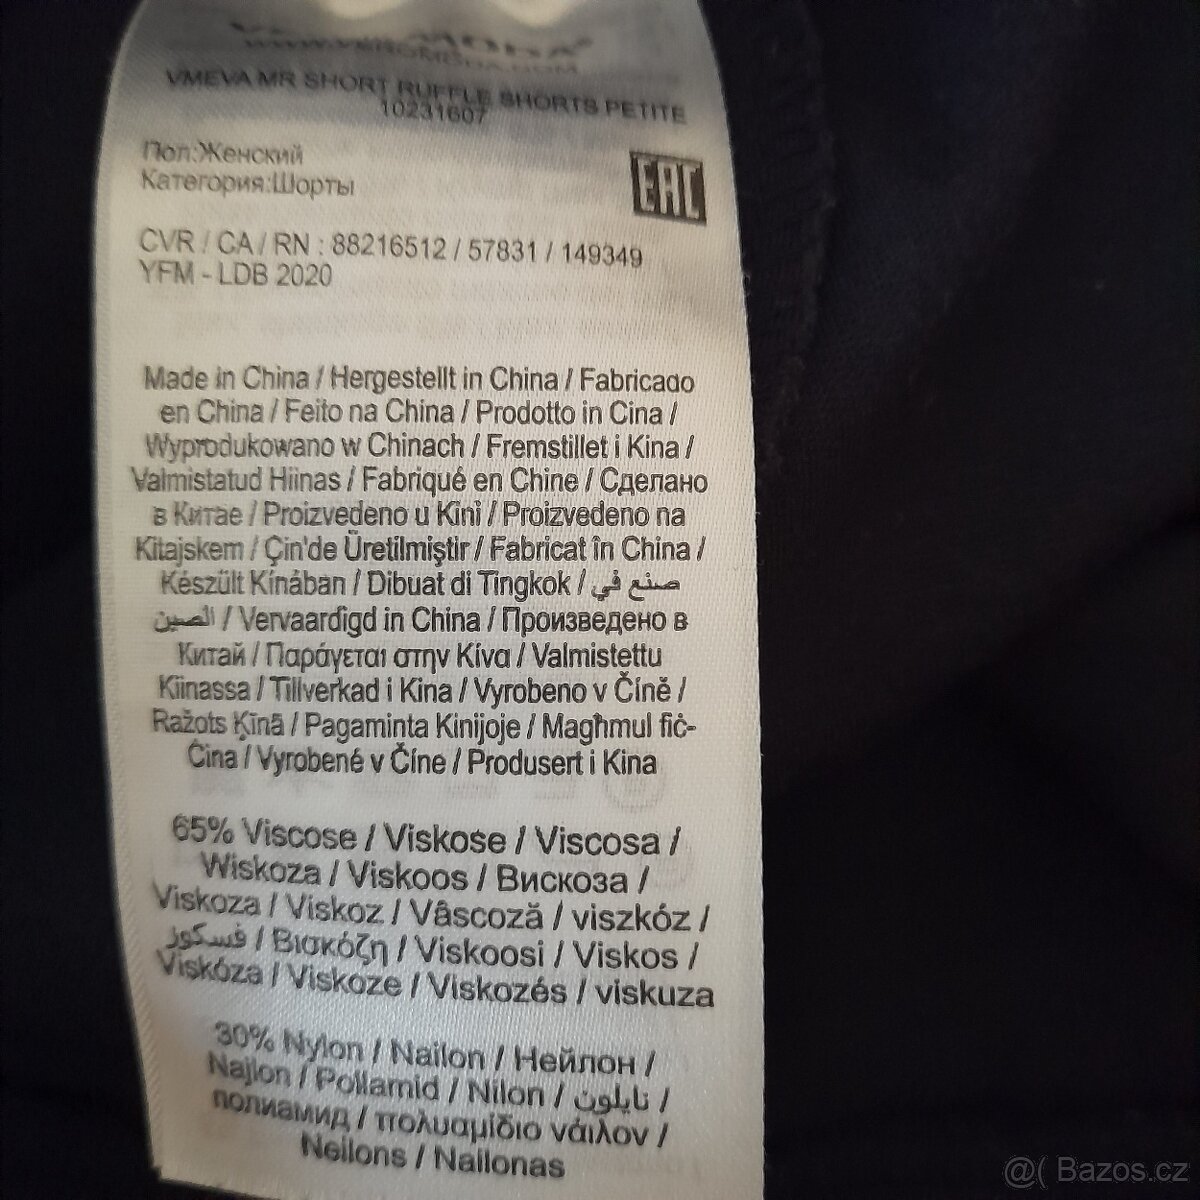 VERO MODA®
WWW.VEROMODA.COM
VMEVA MR SHORT RUFFLE SHORTS PETITE
10231607
Пол:Женский
Категория:Шорты
EAC
CVR / CA / RN : 88216512 / 57831 / 149349
YFM - LDB 2020
Made in China / Hergestellt in China / Fabricado
en China / Feito na China / Prodotto in Cina /
Wyprodukowano w Chinach / Fremstillet i Kina /
Valmistatud Hiinas / Fabriqué en Chine / Сделано
в Китае / Proizvedeno u Kini / Proizvedeno na
Kitajskem / Çin'de Üretilmiştir / Fabricat în China /
Készült Kínában / Dibuat di Tingkok / صنع في
الصين / Vervaardigd in China / Произведено в
Китай / Παράγεται στην Κίνα / Valmistettu
Kiinassa / Tillverkad i Kina / Vyrobeno v Číně /
Ražots Ķīnā / Pagaminta Kinijoje / Magħmul fiċ-
Ċina / Vyrobené v Číne / Produsert i Kina
65% Viscose / Viskose / Viscosa /
Wiskoza / Viskoos / Вискоза /
Viskoza / Viskoz / Vâscoză / viszkóz /
فسكوز / Βισκόζη / Viskoosi / Viskos /
Viskóza / Viskoze / Viskozés / viskuza
30% Nylon / Nailon / Нейлон /
Najlon / Poliamid / Nilon / نايلون /
полиамид / πολυαμίδιο νάιλον /
Neilons / Nailonas
@( Bazos.cz